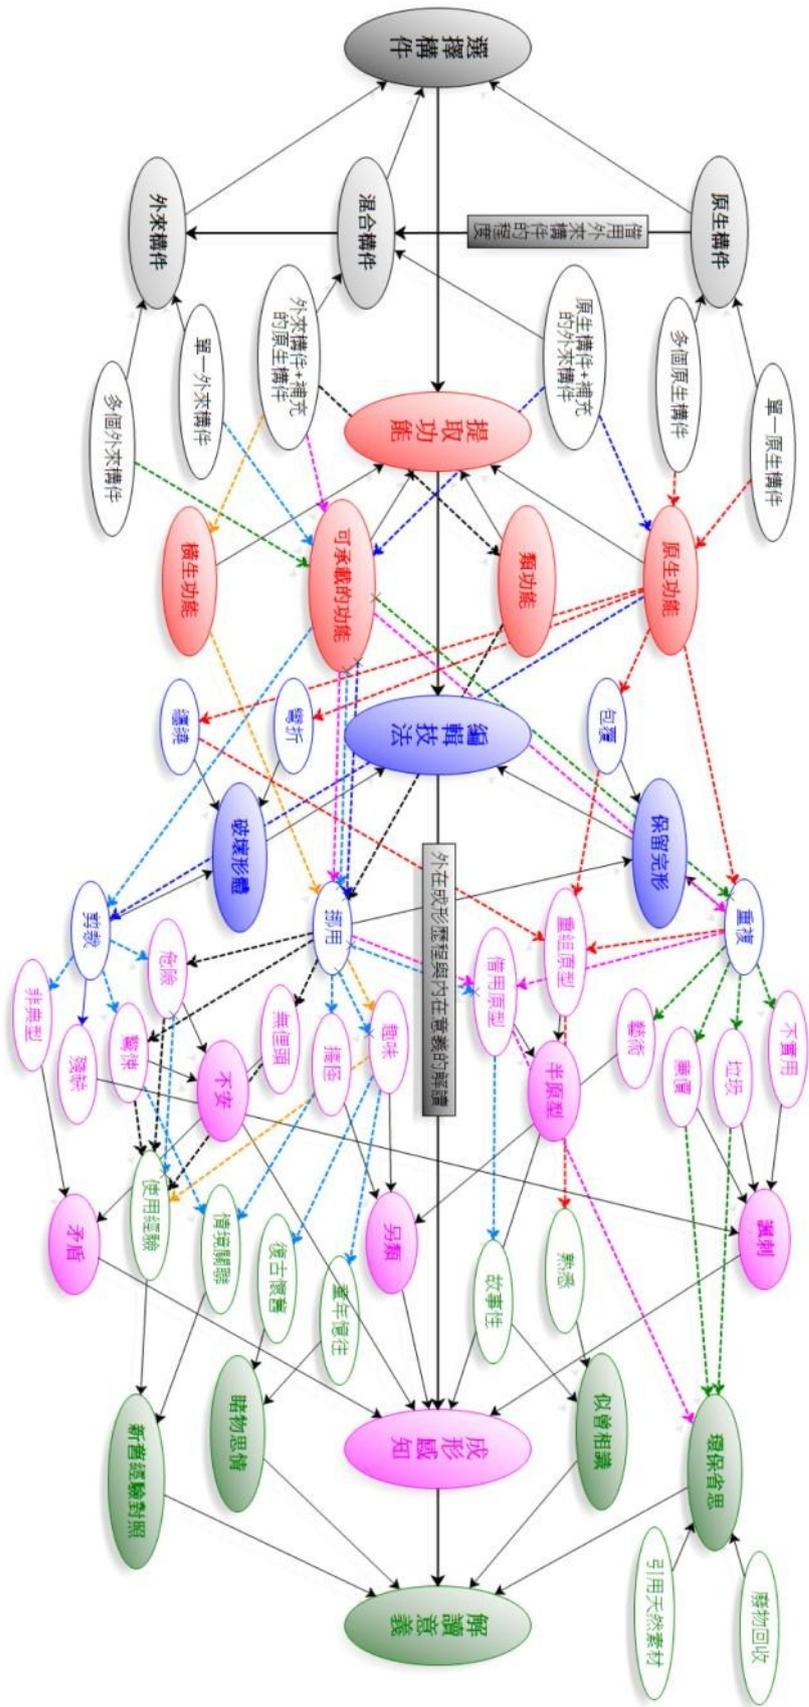 選擇構件
原生構件
混合構件
外來構件
借用外來構件的程度
單一原生構件
多個原生構件
原生構件+補充
的外來構件
外來構件+補充
的原生構件
單一外來構件
多個外來構件
提取功能
原生功能
類功能
可承載的功能
橫生功能
編輯技法
包覆
彎折
纏繞
保留完形
破壞形體
重複
挪用
剪裁
外在成形歷程與內在意義的解讀
重組原型
借用原型
危險
不實用
垃圾
廉價
藝術
趣味
搞怪
無俚頭
驚悚
殘缺
非典型
半原型
不安
諷刺
另類
矛盾
熟悉
故事性
童年憶往
復古懷舊
情境關聯
使用經驗
成形感知
環保省思
似曾相識
睹物思情
新舊經驗對照
廢物回收
引用天然素材
解讀意義